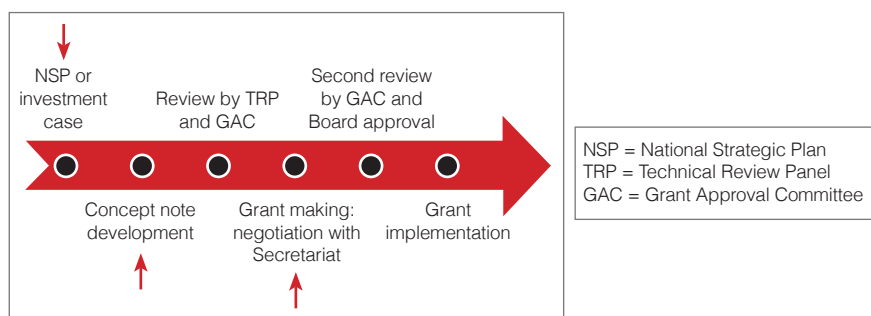 NSP or
investment
case
Review by TRP
and GAC
Second review
by GAC and
Board approval
Concept note
development
Grant making:
negotiation with
Secretariat
Grant
implementation
NSP = National Strategic Plan
TRP = Technical Review Panel
GAC = Grant Approval Committee